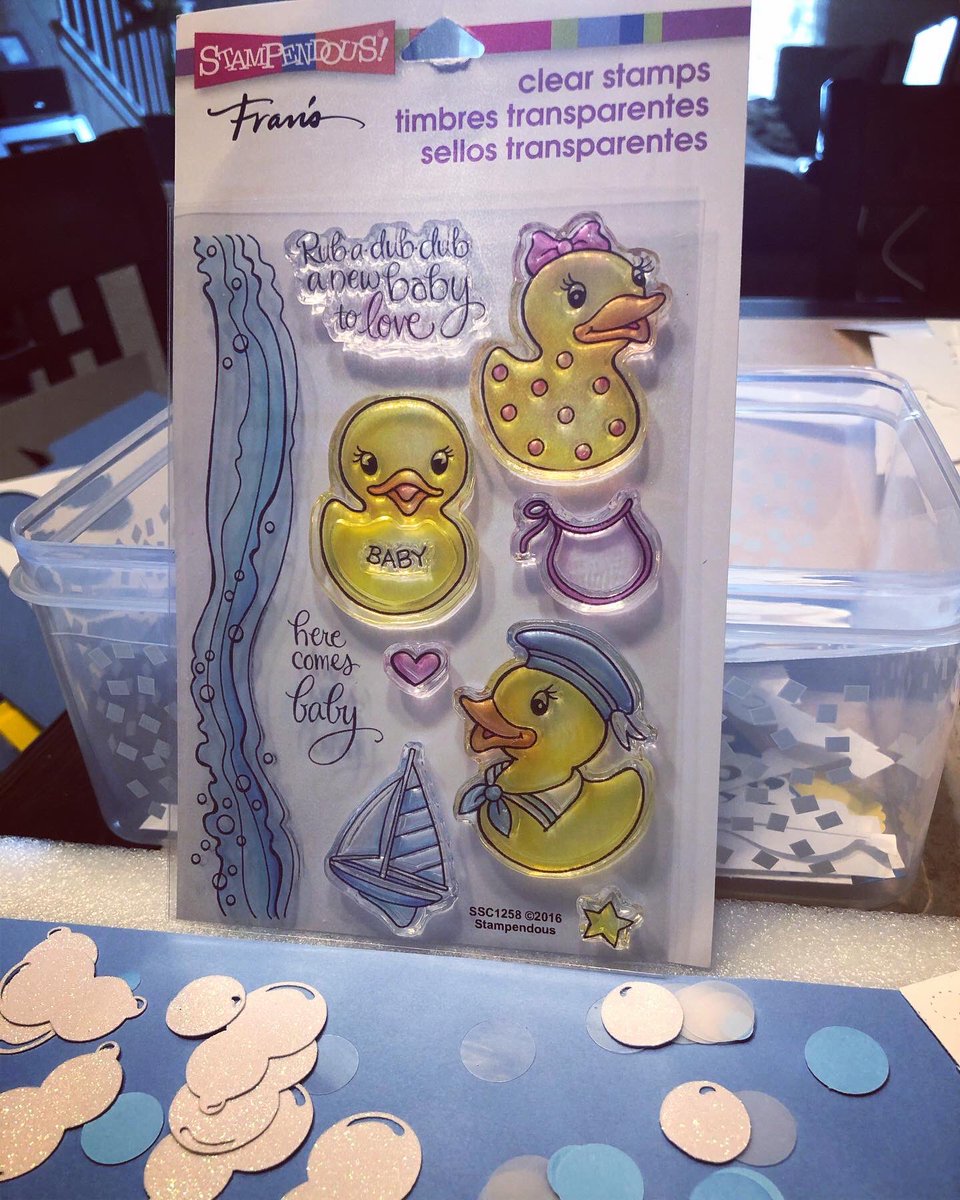 STAMPENDOUS!®
Fran's
clear stamps
timbres transparentes
sellos transparentes
Rub-a-dub-dub
a new baby
to love
BABY
here
comes
baby
SSC1258 ©2016
Stampendous